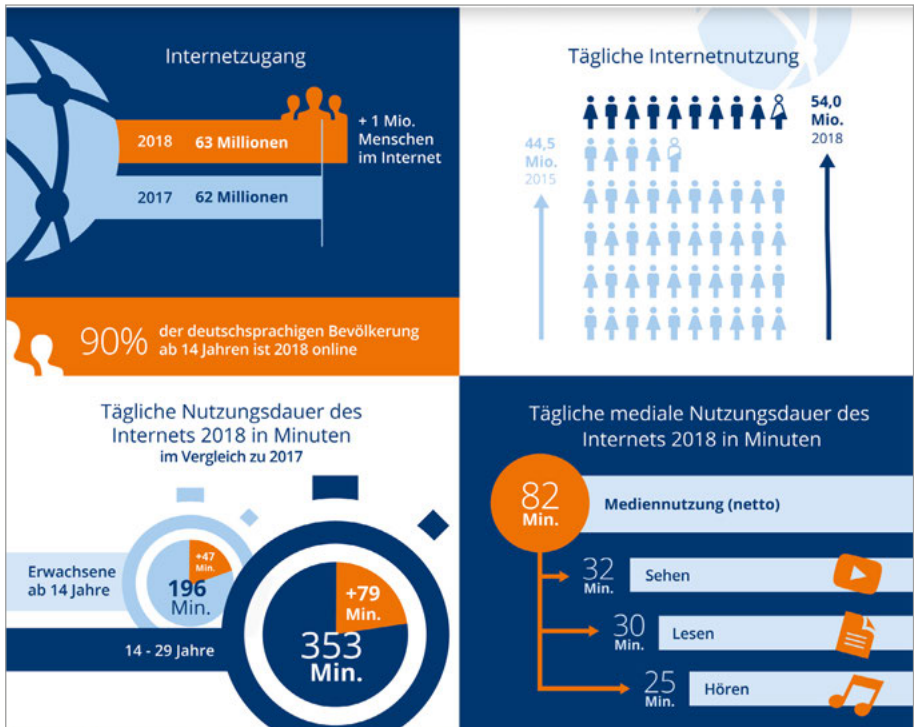 Internetzugang
2018 63 Millionen
+ 1 Mio.
Menschen
im Internet
2017 62 Millionen
90% der deutschsprachigen Bevölkerung
ab 14 Jahren ist 2018 online
Tägliche Internetnutzung
54,0
Mio.
2018
44,5
Mio.
2015
Tägliche Nutzungsdauer des
Internets 2018 in Minuten
im Vergleich zu 2017
Erwachsene
ab 14 Jahre
+47
Min.
196
Min.
14 - 29 Jahre
+79
Min.
353
Min.
Tägliche mediale Nutzungsdauer des
Internets 2018 in Minuten
82
Min.
Mediennutzung (netto)
32
Min.
Sehen
30
Min.
Lesen
25
Min.
Hören